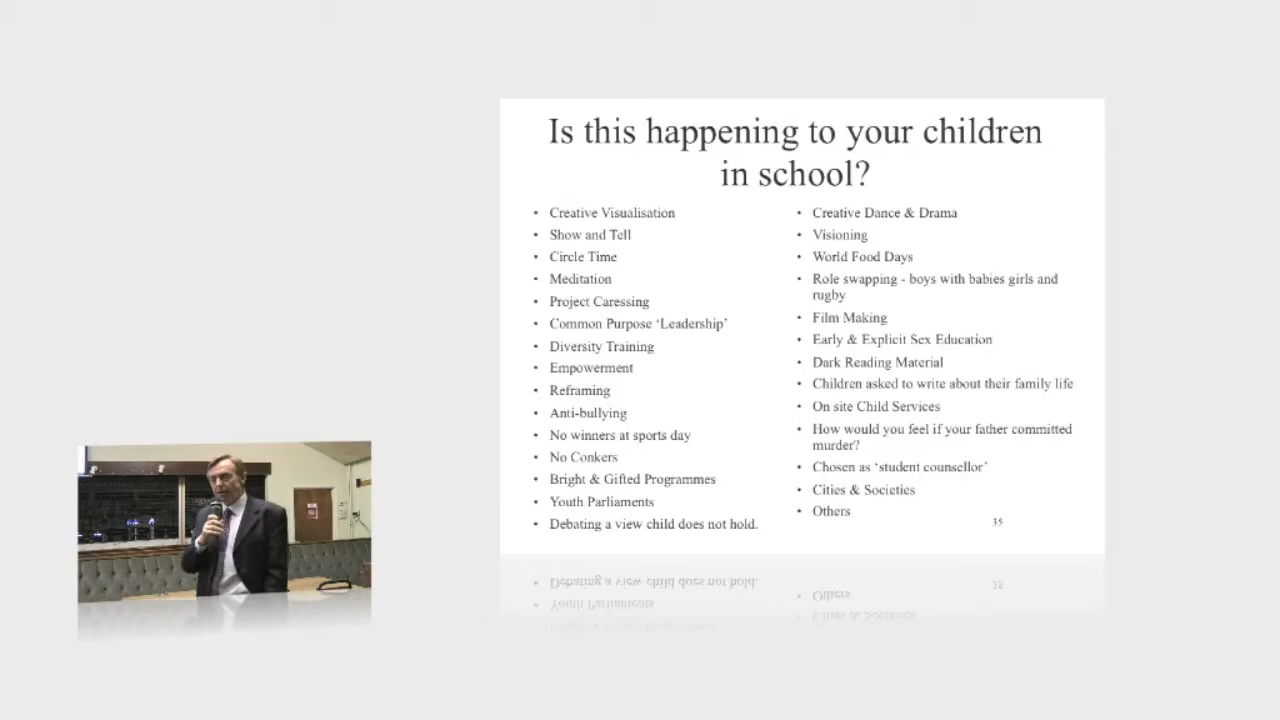 Is this happening to your children
in school?
• Creative Visualisation
• Show and Tell
• Circle Time
• Meditation
• Project Caressing
• Common Purpose ‘Leadership’
• Diversity Training
• Empowerment
• Reframing
• Anti-bullying
• No winners at sports day
• No Conkers
• Bright & Gifted Programmes
• Youth Parliaments
• Debating a view child does not hold.
• Creative Dance & Drama
• Visioning
• World Food Days
• Role swapping - boys with babies girls and
rugby
• Film Making
• Early & Explicit Sex Education
• Dark Reading Material
• Children asked to write about their family life
• On site Child Services
• How would you feel if your father committed
murder?
• Chosen as ‘student counsellor’
• Cities & Societies
• Others
35